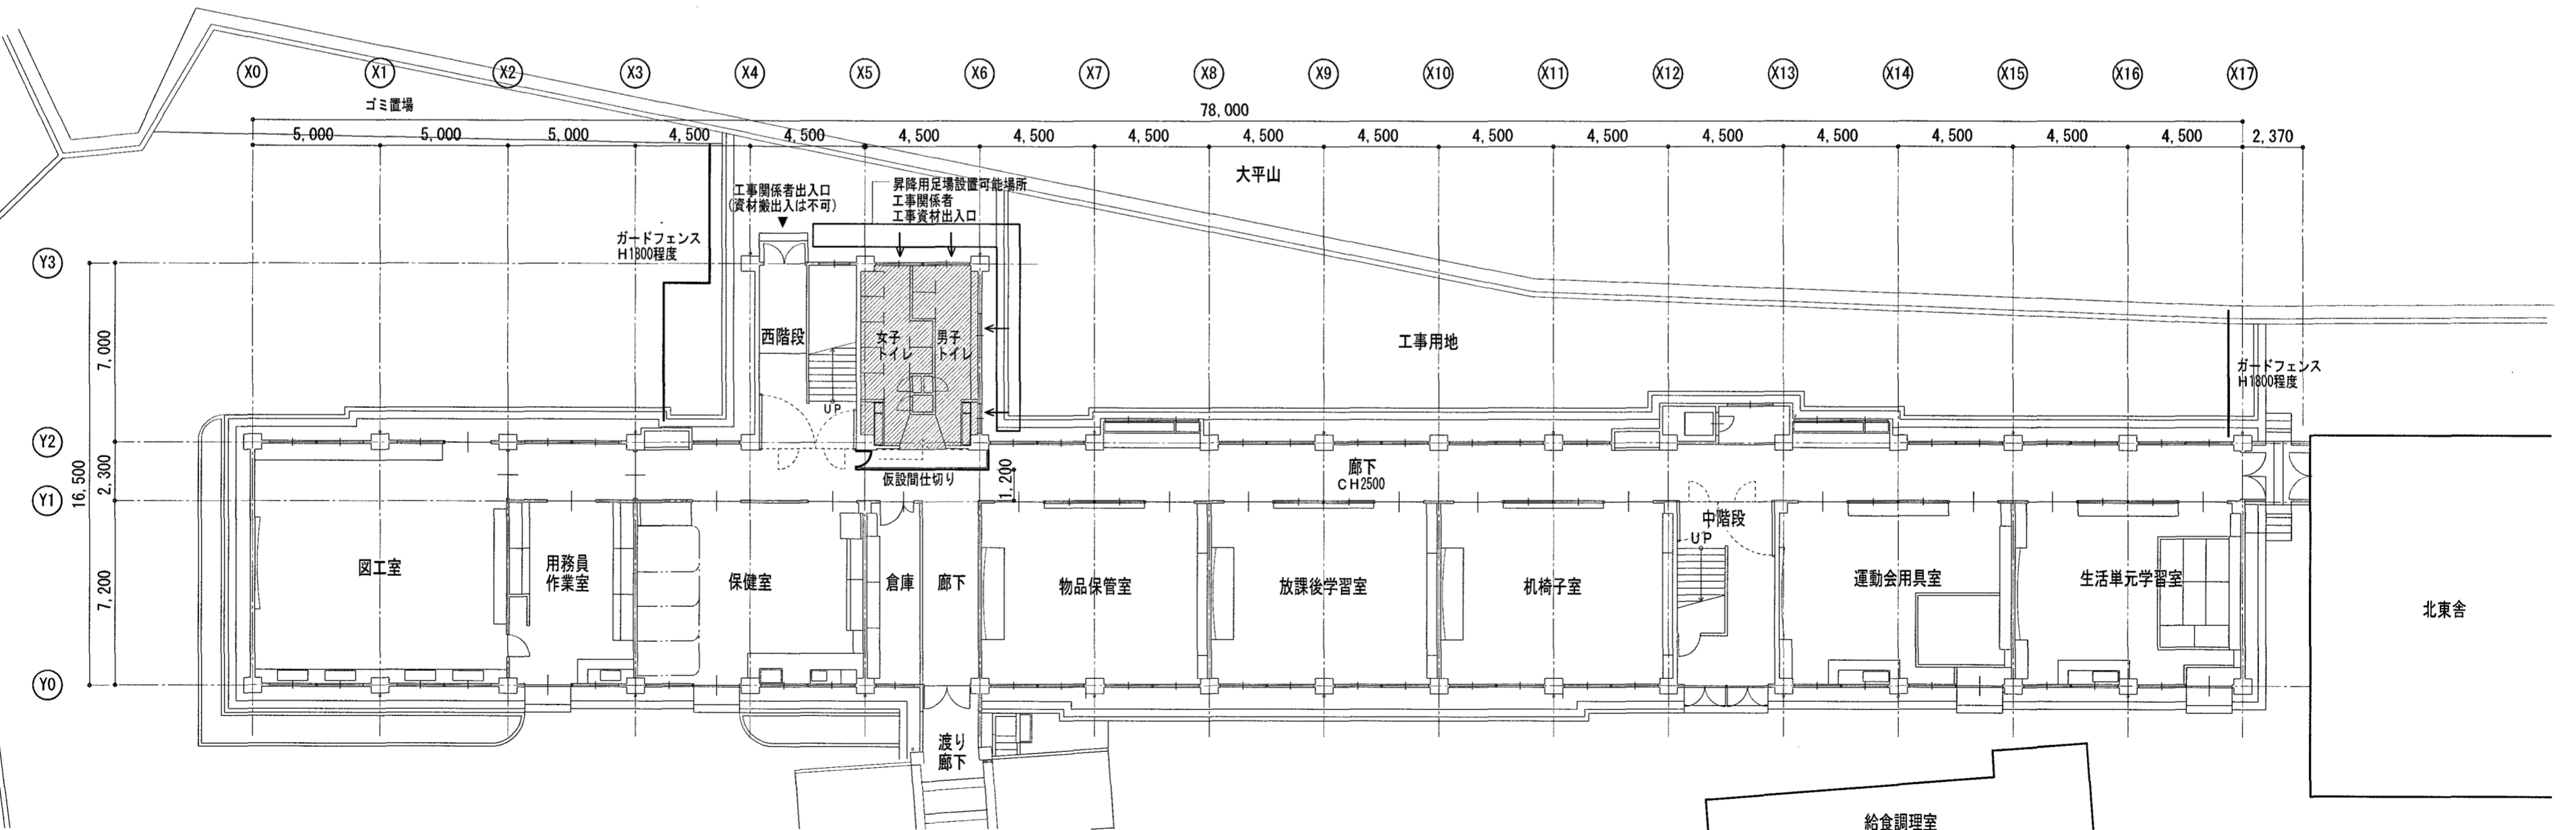 X0 X1 X2 X3 X4 X5 X6 X7 X8 X9 X10 X11 X12 X13 X14 X15 X16 X17
ゴミ置場
78,000
5,000 5,000 5,000 4,500 4,500 4,500 4,500 4,500 4,500 4,500 4,500 4,500 4,500 4,500 4,500 4,500 4,500 2,370
大平山
工事関係者出入口
(資材搬出入は不可)
昇降用足場設置可能場所
工事関係者
工事資材出入口
ガードフェンス
H1800程度
Y3
7,000
西階段
女子
トイレ
男子
トイレ
UP
工事用地
ガードフェンス
H1800程度
Y2
16,500
2,300
仮設間仕切り
1,200
廊下
CH2500
Y1
7,200
図工室
用務員
作業室
保健室
倉庫
廊下
物品保管室
放課後学習室
机椅子室
中階段
UP
運動会用具室
生活単元学習室
北東舎
Y0
渡り
廊下
給食調理室